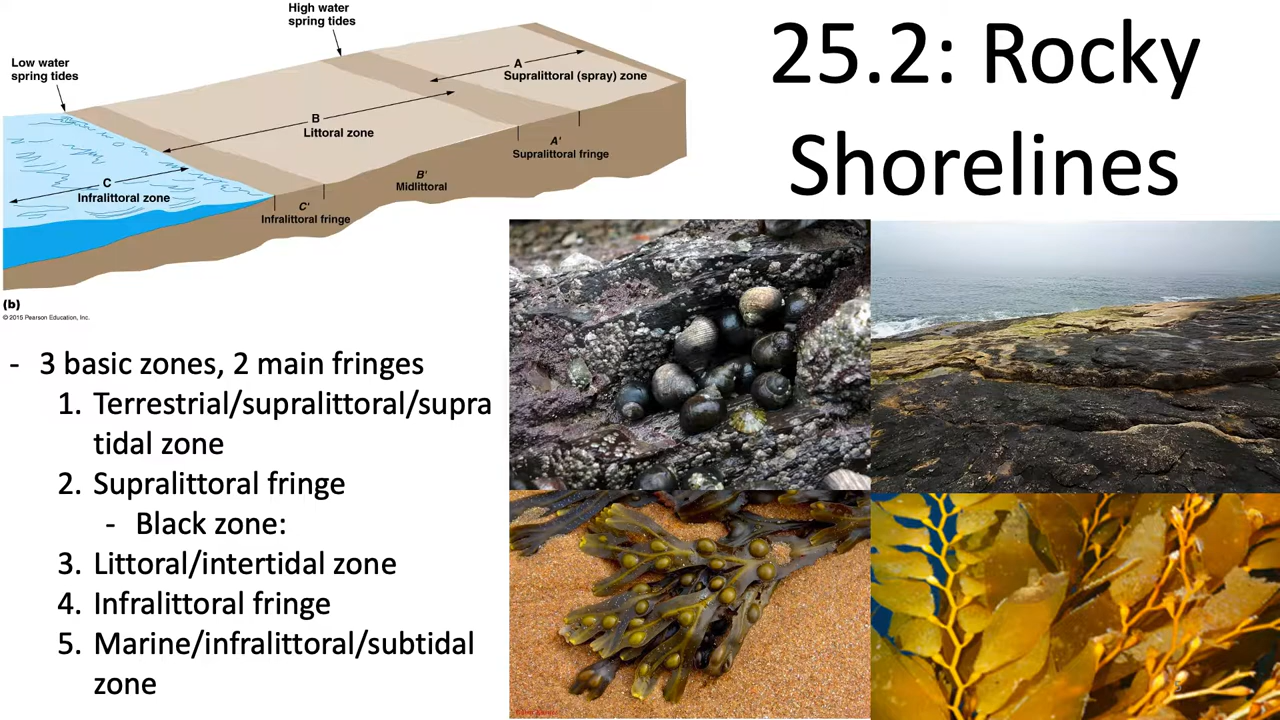 25.2: Rocky
Shorelines
High water
spring tides
Low water
spring tides
A
Supralittoral (spray) zone
B
Littoral zone
A'
Supralittoral fringe
B'
Midlittoral
C
Infralittoral zone
C'
Infralittoral fringe
(b)
© 2015 Pearson Education, Inc.
- 3 basic zones, 2 main fringes
1. Terrestrial/supralittoral/supra
tidal zone
2. Supralittoral fringe
- Black zone:
3. Littoral/intertidal zone
4. Infralittoral fringe
5. Marine/infralittoral/subtidal
zone